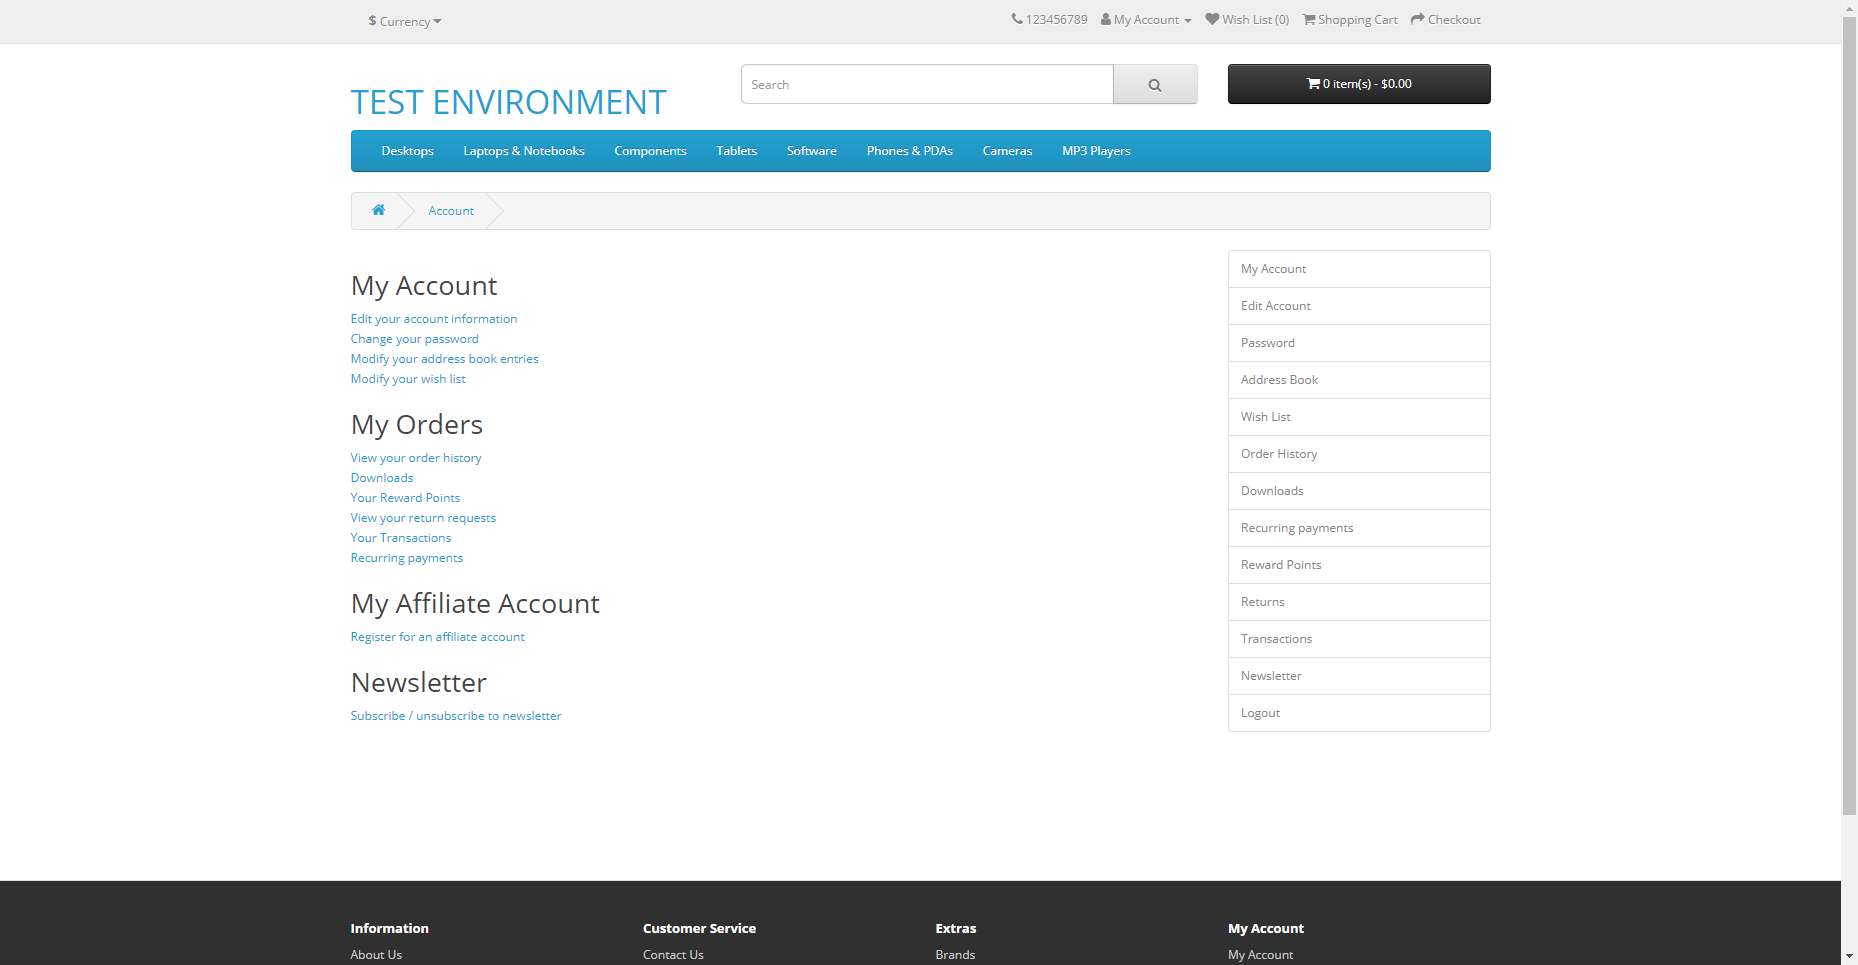 $ Currency
123456789 My Account Wish List (0) Shopping Cart Checkout
TEST ENVIRONMENT
Search
0 item(s) - $0.00
Desktops Laptops & Notebooks Components Tablets Software Phones & PDAs Cameras MP3 Players
Account
My Account
Edit your account information
Change your password
Modify your address book entries
Modify your wish list
My Orders
View your order history
Downloads
Your Reward Points
View your return requests
Your Transactions
Recurring payments
My Affiliate Account
Register for an affiliate account
Newsletter
Subscribe / unsubscribe to newsletter
My Account
Edit Account
Password
Address Book
Wish List
Order History
Downloads
Recurring payments
Reward Points
Returns
Transactions
Newsletter
Logout
Information
About Us
Customer Service
Contact Us
Extras
Brands
My Account
My Account